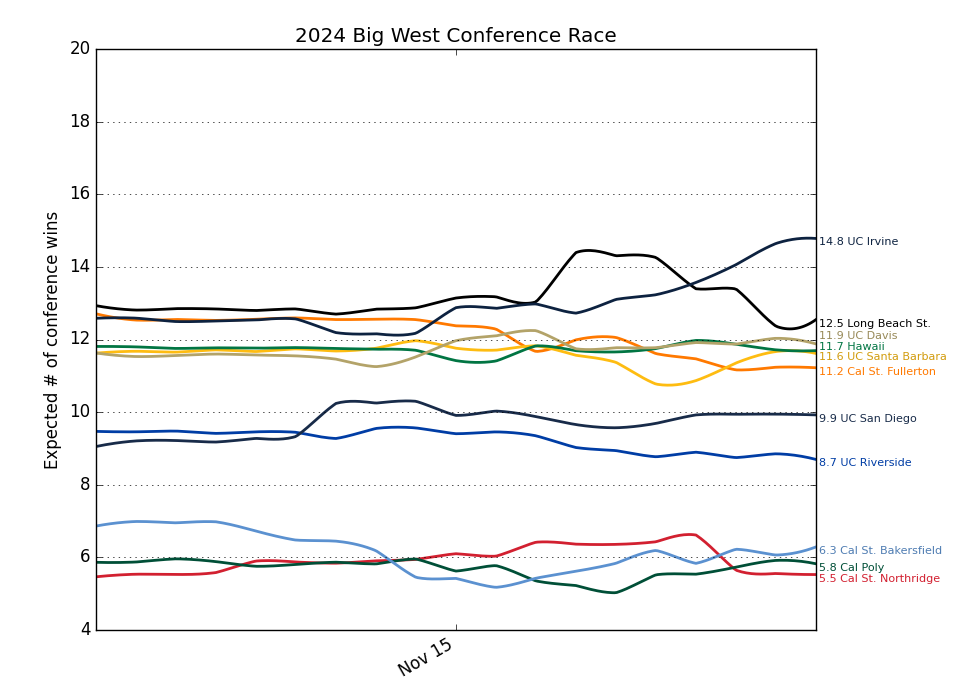 2024 Big West Conference Race
Expected # of conference wins
20
18
16
14
12
10
8
6
4
Nov 15
14.8 UC Irvine
12.5 Long Beach St.
11.9 UC Davis
11.7 Hawaii
11.6 UC Santa Barbara
11.2 Cal St. Fullerton
9.9 UC San Diego
8.7 UC Riverside
6.3 Cal St. Bakersfield
5.8 Cal Poly
5.5 Cal St. Northridge